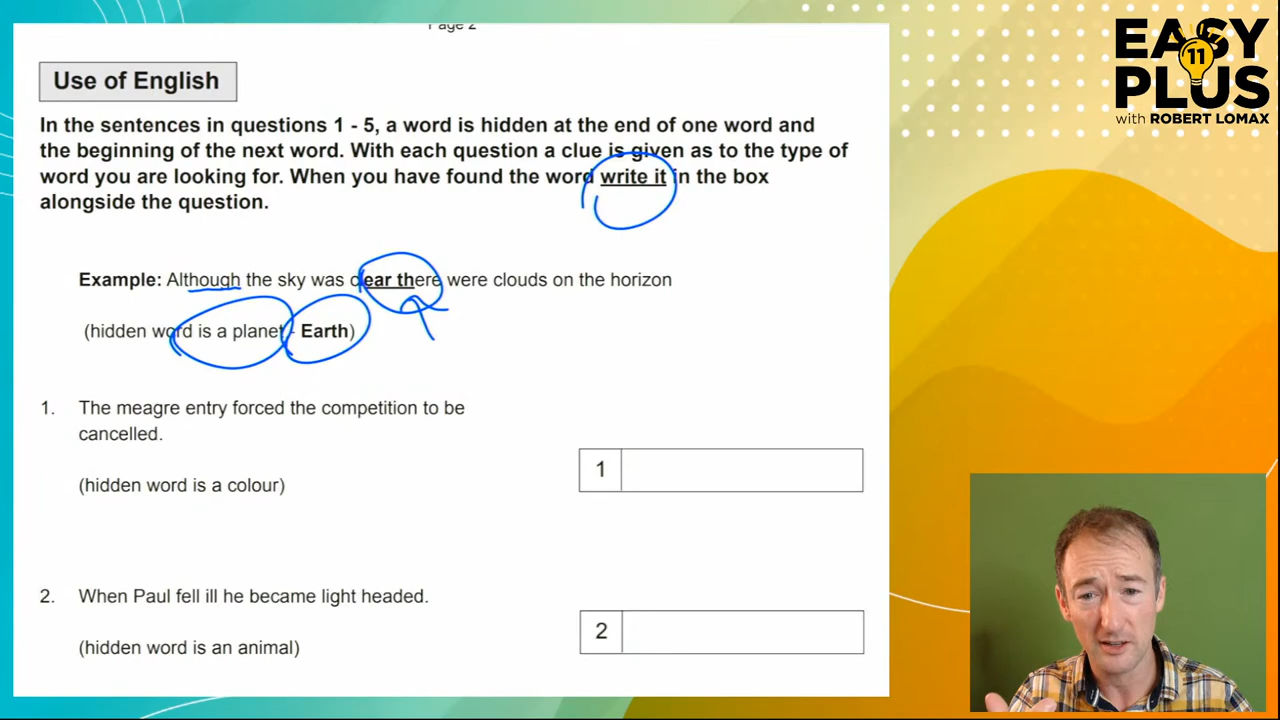 Page 2
EASY
11
PLUS
with ROBERT LOMAX
Use of English
In the sentences in questions 1 - 5, a word is hidden at the end of one word and
the beginning of the next word. With each question a clue is given as to the type of
word you are looking for. When you have found the word write it in the box
alongside the question.
Example: Although the sky was clear there were clouds on the horizon
(hidden word is a planet - Earth)
1. The meagre entry forced the competition to be
cancelled.
1
(hidden word is a colour)
2. When Paul fell ill he became light headed.
2
(hidden word is an animal)